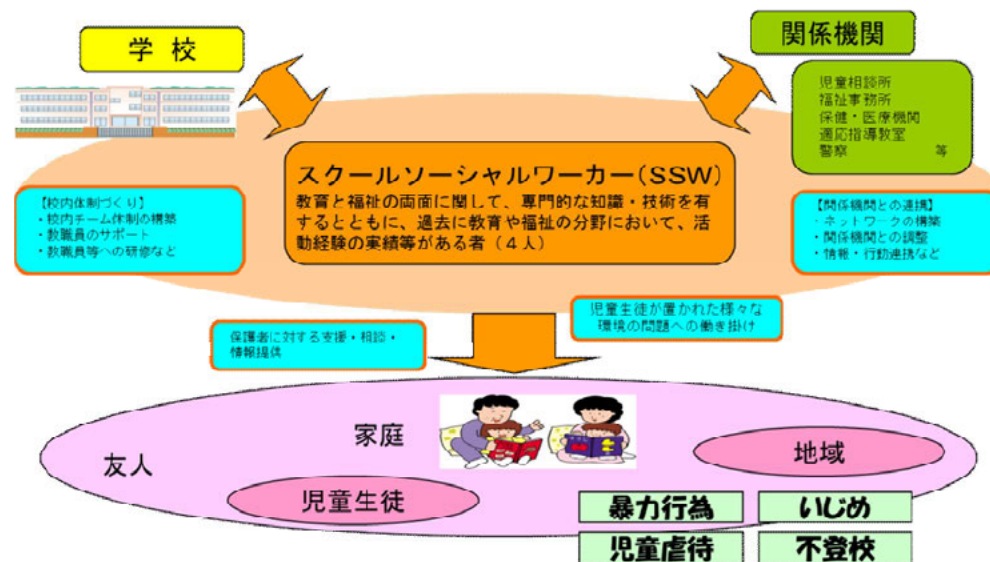 学 校
関係機関
児童相談所
福祉事務所
保健・医療機関
適応指導教室
警察　　　　　等
スクールソーシャルワーカー(SSW)
教育と福祉の両面に関して、専門的な知識・技術を有
するとともに、過去に教育や福祉の分野において、活
動経験の実績等がある者（４人）
【校内体制づくり】
・校内チーム体制の構築
・教職員のサポート
・教職員等への研修など
【関係機関との連携】
・ネットワークの構築
・関係機関との調整
・情報・行動連携など
保護者に対する支援・相談・
情報提供
児童生徒が置かれた様々な
環境の問題への働き掛け
家庭
友人
地域
児童生徒
暴力行為
いじめ
児童虐待
不登校